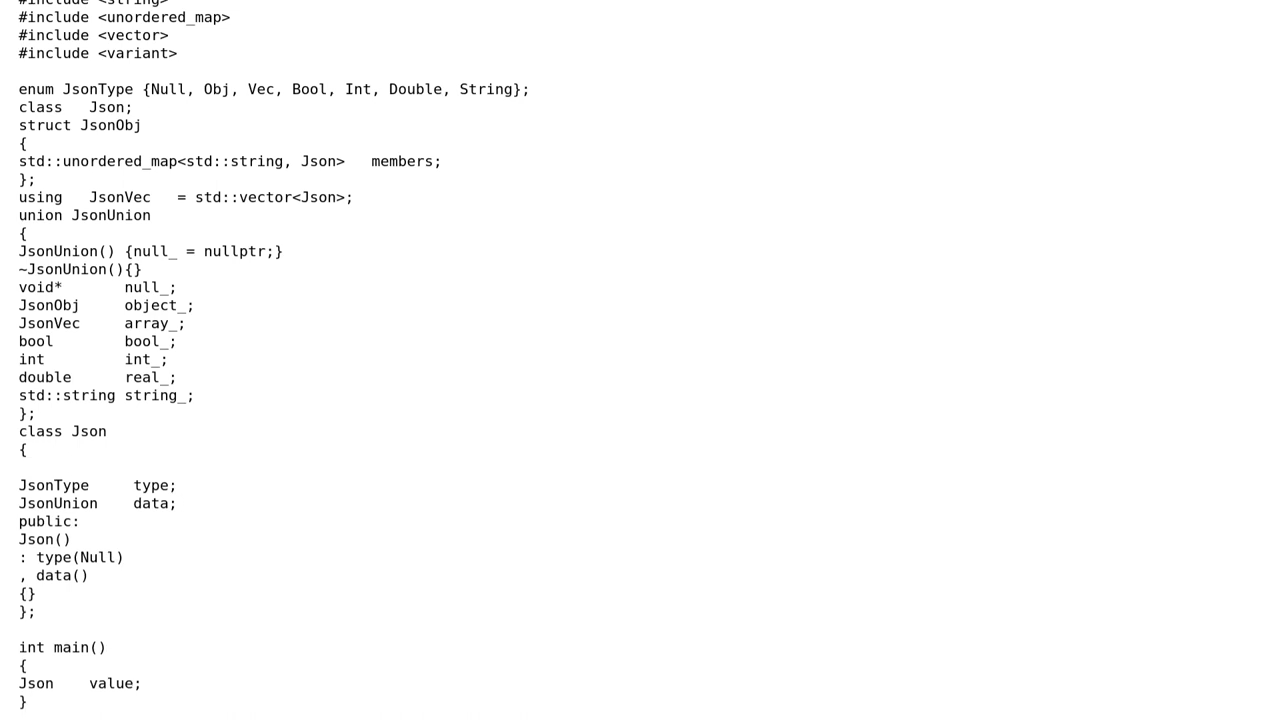 #include <string>
#include <unordered_map>
#include <vector>
#include <variant>
enum JsonType {Null, Obj, Vec, Bool, Int, Double, String};
class   Json;
struct JsonObj
{
std::unordered_map<std::string, Json>   members;
};
using   JsonVec   = std::vector<Json>;
union JsonUnion
{
JsonUnion() {null_ = nullptr;}
~JsonUnion(){}
void*       null_;
JsonObj     object_;
JsonVec     array_;
bool        bool_;
int         int_;
double      real_;
std::string string_;
};
class Json
{
JsonType     type;
JsonUnion    data;
public:
Json()
: type(Null)
, data()
{}
};
int main()
{
Json    value;
}